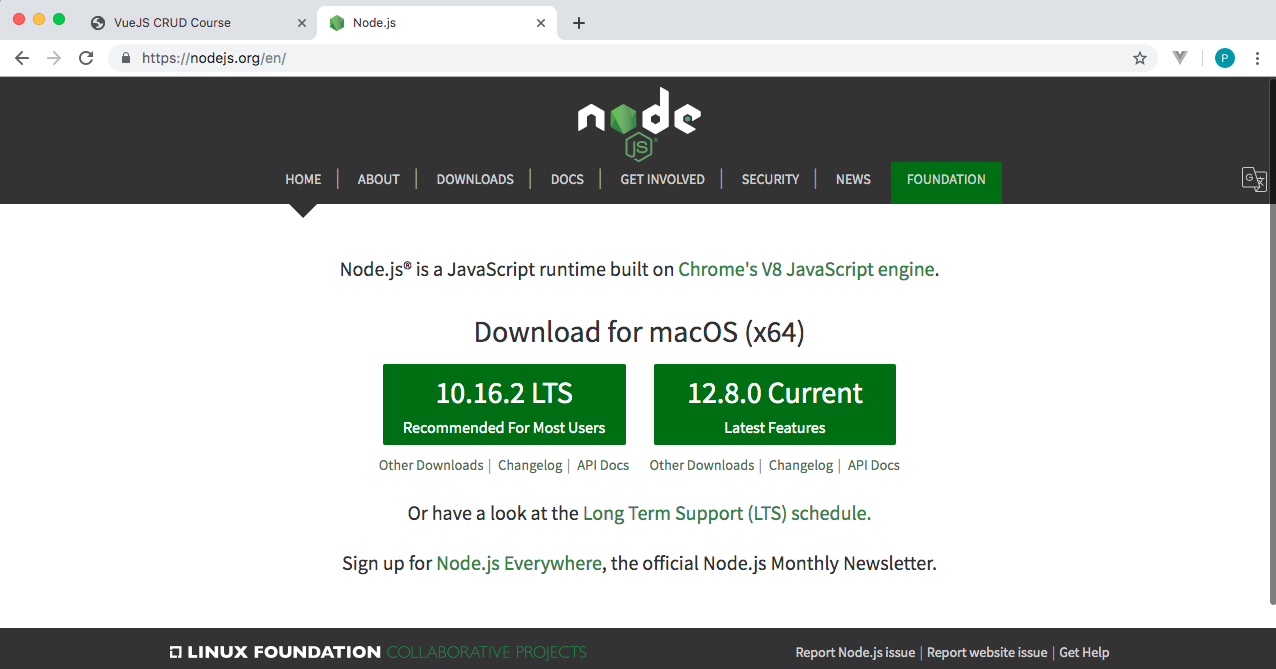 VueJS CRUD Course
Node.js
https://nodejs.org/en/
P
node
JS
HOME | ABOUT | DOWNLOADS | DOCS | GET INVOLVED | SECURITY | NEWS FOUNDATION
G
Node.js® is a JavaScript runtime built on Chrome's V8 JavaScript engine.
Download for macOS (x64)
10.16.2 LTS
Recommended For Most Users
Other Downloads | Changelog | API Docs
12.8.0 Current
Latest Features
Other Downloads | Changelog | API Docs
Or have a look at the Long Term Support (LTS) schedule.
Sign up for Node.js Everywhere, the official Node.js Monthly Newsletter.
LINUX FOUNDATION COLLABORATIVE PROJECTS
Report Node.js issue | Report website issue | Get Help